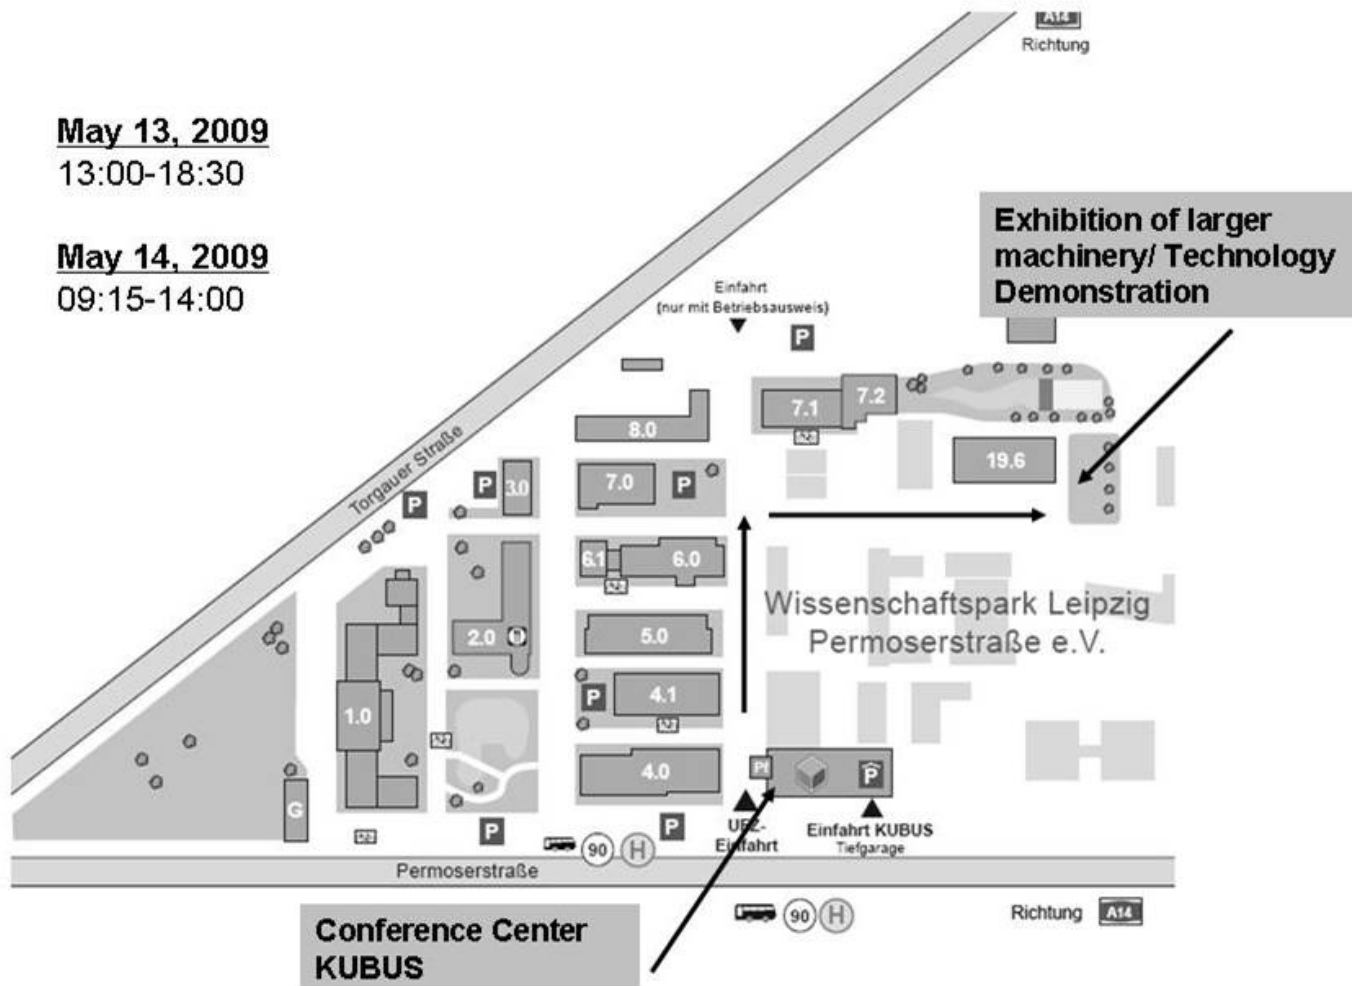 A14
Richtung
May 13, 2009
13:00-18:30
May 14, 2009
09:15-14:00
Exhibition of larger
machinery/ Technology
Demonstration
Einfahrt
(nur mit Betriebsausweis)
P
7.1
7.2
8.0
Torgauer Straße
19.6
P
3.0
7.0
P
P
6.1
6.0
Wissenschaftspark Leipzig
Permoserstraße e.V.
2.0
5.0
P
4.1
1.0
4.0
Pf
P
G
P
P
UFZ-
Einfahrt
Einfahrt KUBUS
Tiefgarage
90
H
Permoserstraße
90
H
Richtung
A14
Conference Center
KUBUS